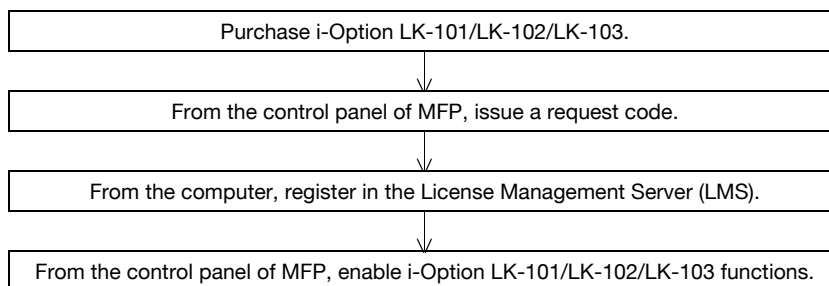 Purchase i-Option LK-101/LK-102/LK-103.
From the control panel of MFP, issue a request code.
From the computer, register in the License Management Server (LMS).
From the control panel of MFP, enable i-Option LK-101/LK-102/LK-103 functions.